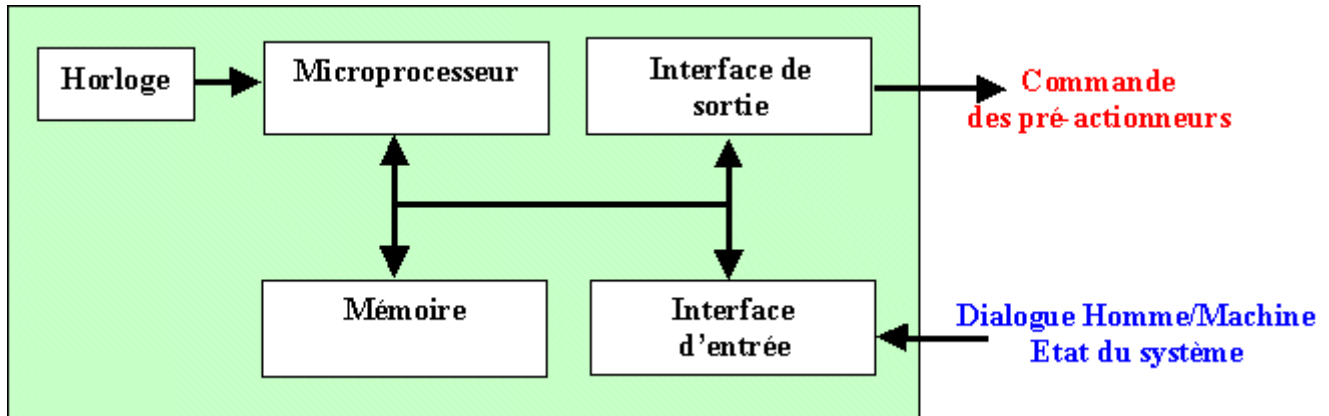 Horloge
Microprocesseur
Interface de
sortie
Commande
des pré-actionneurs
Mémoire
Interface
d'entrée
Dialogue Homme/Machine
Etat du système